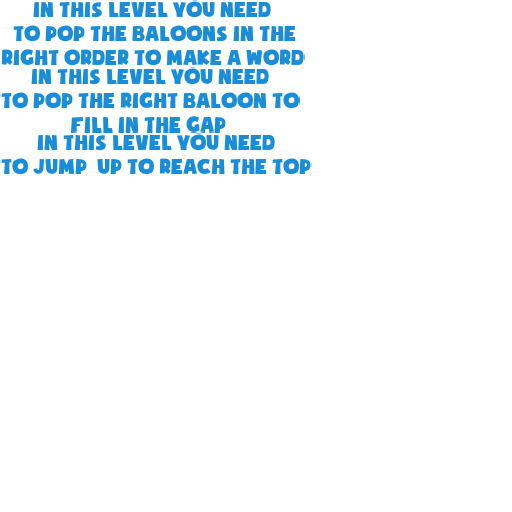 IN THIS LEVEL YOU NEED
TO POP THE BALOONS IN THE
RIGHT ORDER TO MAKE A WORD
IN THIS LEVEL YOU NEED
TO POP THE RIGHT BALOON TO
FILL IN THE GAP
IN THIS LEVEL YOU NEED
TO JUMP UP TO REACH THE TOP